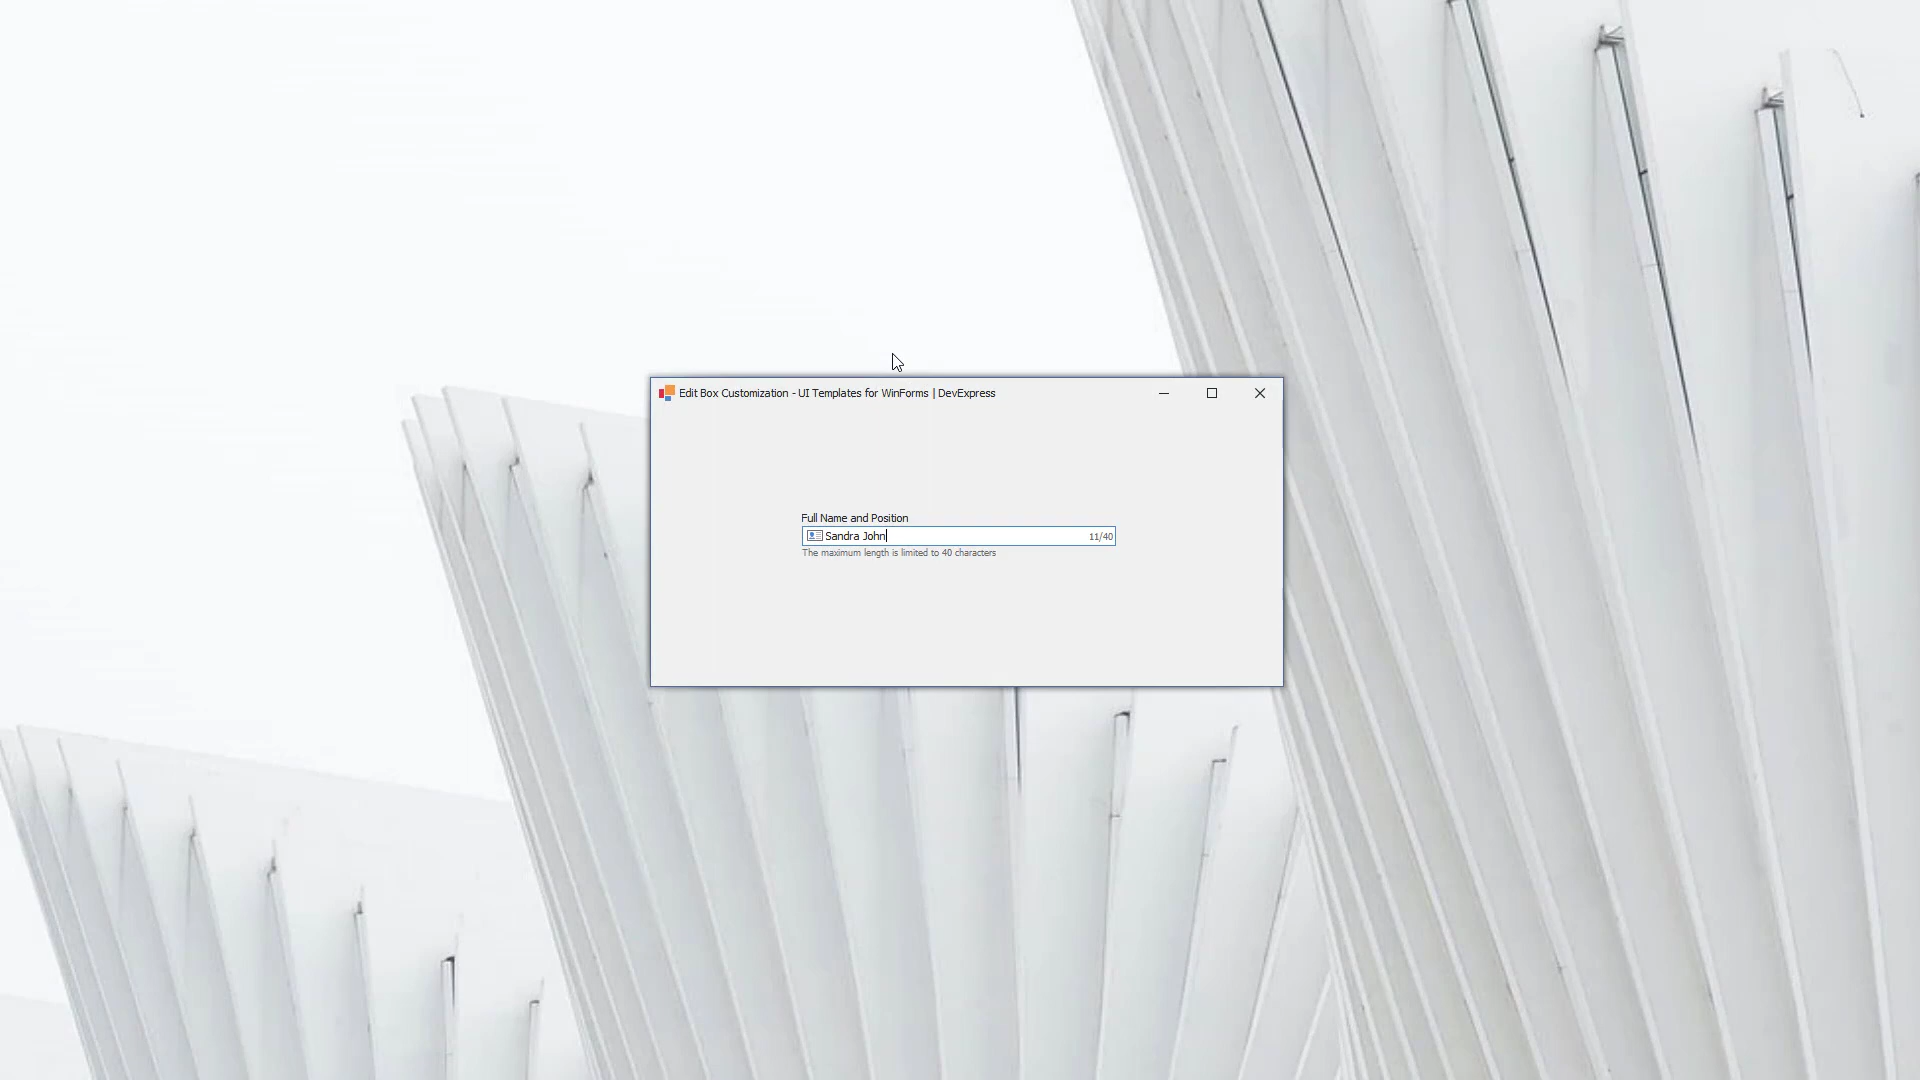 Edit Box Customization - UI Templates for WinForms | DevExpress
Full Name and Position
Sandra John
11/40
The maximum length is limited to 40 characters